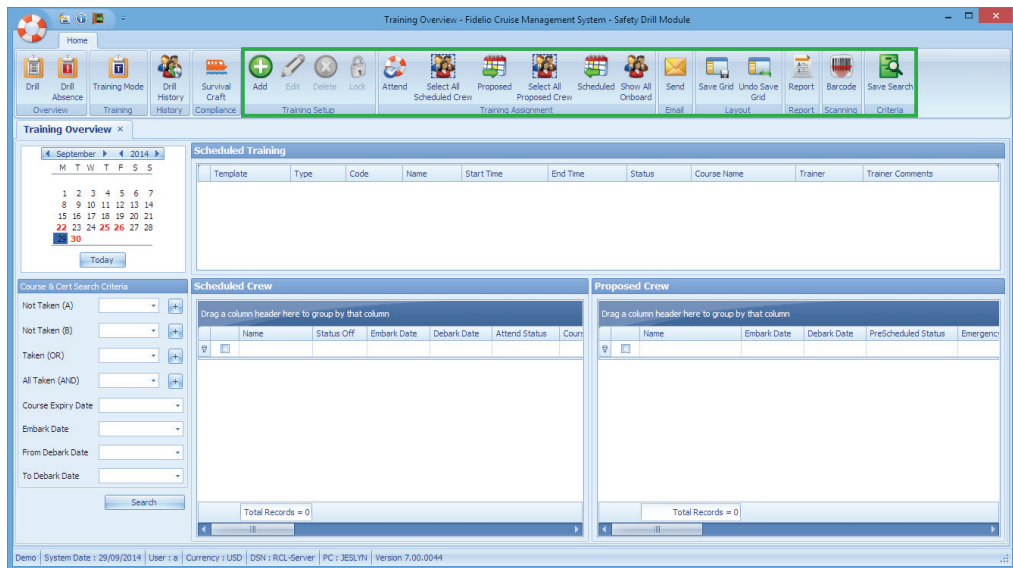 Training Overview - Fidelio Cruise Management System - Safety Drill Module
Home
Drill Drill Absence Training Mode Drill History Survival Craft Add Edit Delete Lock Attend Select All Scheduled Crew Proposed Select All Proposed Crew Scheduled Show All Onboard Send Save Grid Undo Save Grid Report Barcode Save Search
Overview Training History Compliance Training Setup Training Assignment Email Layout Report Scanning Criteria
Training Overview ×
September 2014
M T W T F S S
1 2 3 4 5 6 7
8 9 10 11 12 13 14
15 16 17 18 19 20 21
22 23 24 25 26 27 28
29 30
Today
Scheduled Training
Template Type Code Name Start Time End Time Status Course Name Trainer Trainer Comments
Course & Cert Search Criteria
Not Taken (A)
Not Taken (B)
Taken (OR)
All Taken (AND)
Course Expiry Date
Embark Date
From Debark Date
To Debark Date
Search
Scheduled Crew
Drag a column header here to group by that column
Name Status Off Embark Date Debark Date Attend Status Cours
Total Records = 0
Proposed Crew
Drag a column header here to group by that column
Name Embark Date Debark Date PreScheduled Status Emergenc
Total Records = 0
Demo System Date : 29/09/2014 User : a Currency : USD DSN : RCL-Server PC : JESLYN Version 7.00.0044